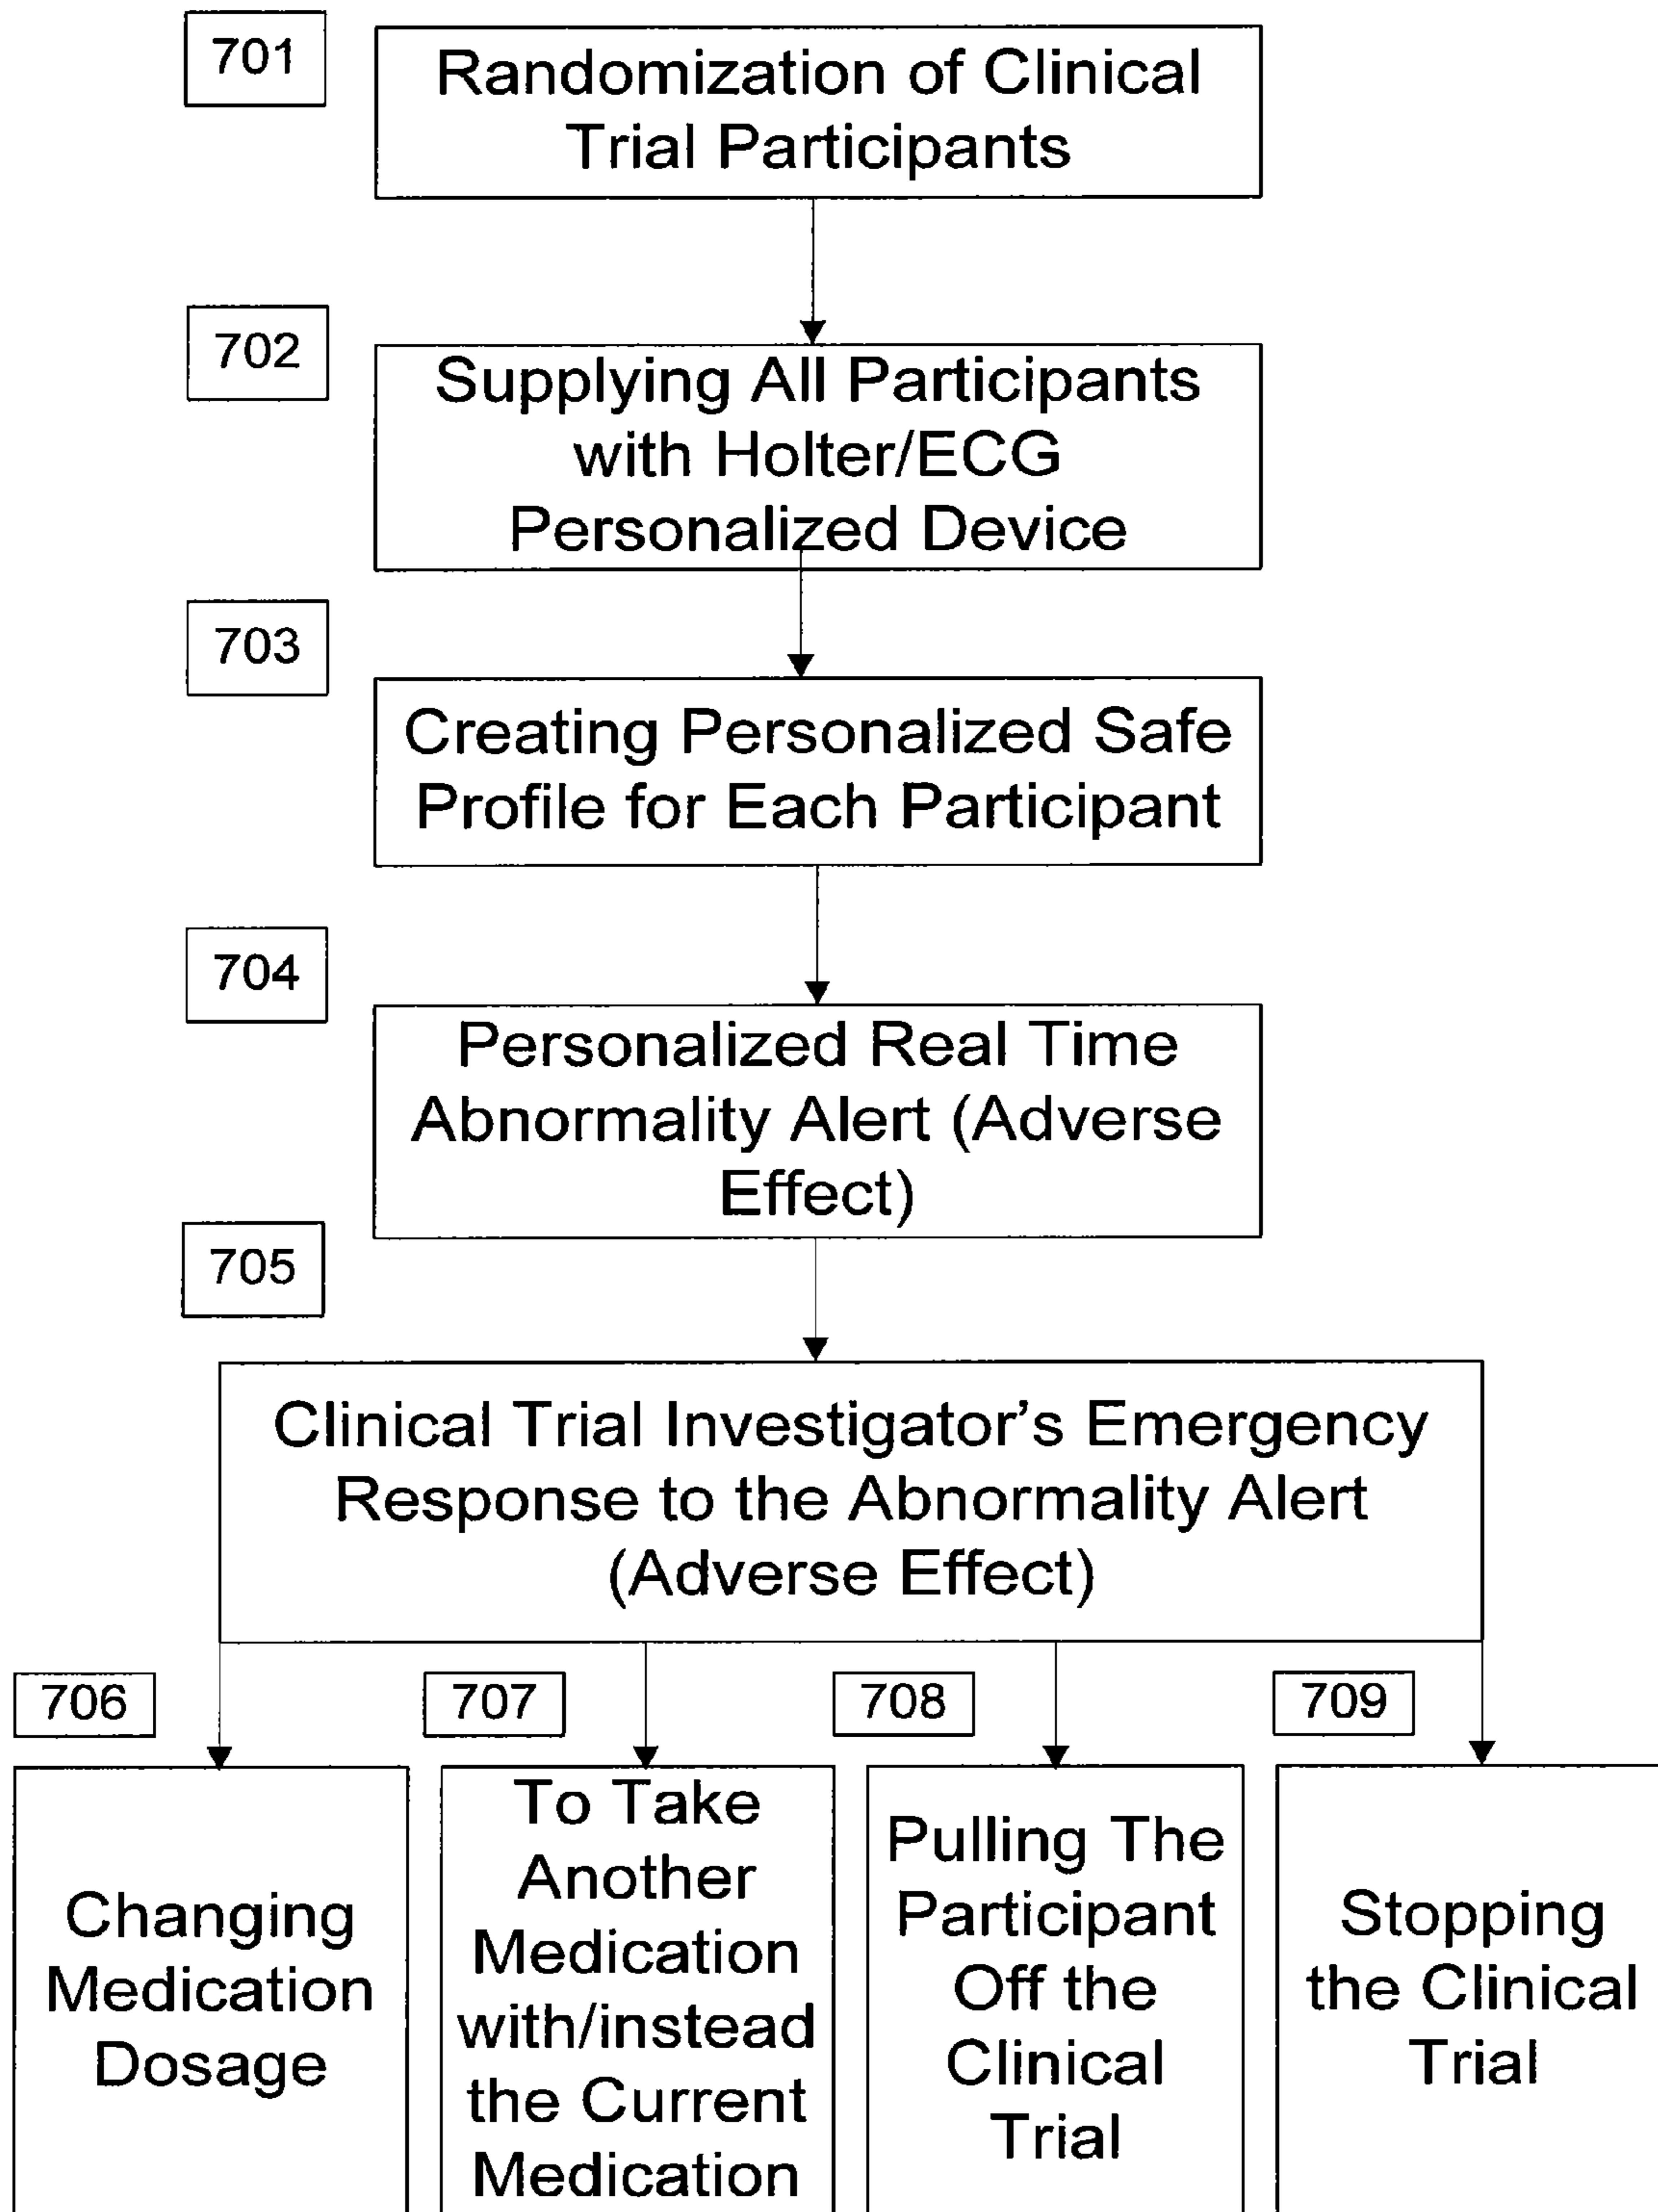 701
Randomization of Clinical
Trial Participants
702
Supplying All Participants
with Holter/ECG
Personalized Device
703
Creating Personalized Safe
Profile for Each Participant
704
Personalized Real Time
Abnormality Alert (Adverse
Effect)
705
Clinical Trial Investigator's Emergency
Response to the Abnormality Alert
(Adverse Effect)
706
Changing
Medication
Dosage
707
To Take
Another
Medication
with/instead
the Current
Medication
708
Pulling The
Participant
Off the
Clinical
Trial
709
Stopping
the Clinical
Trial